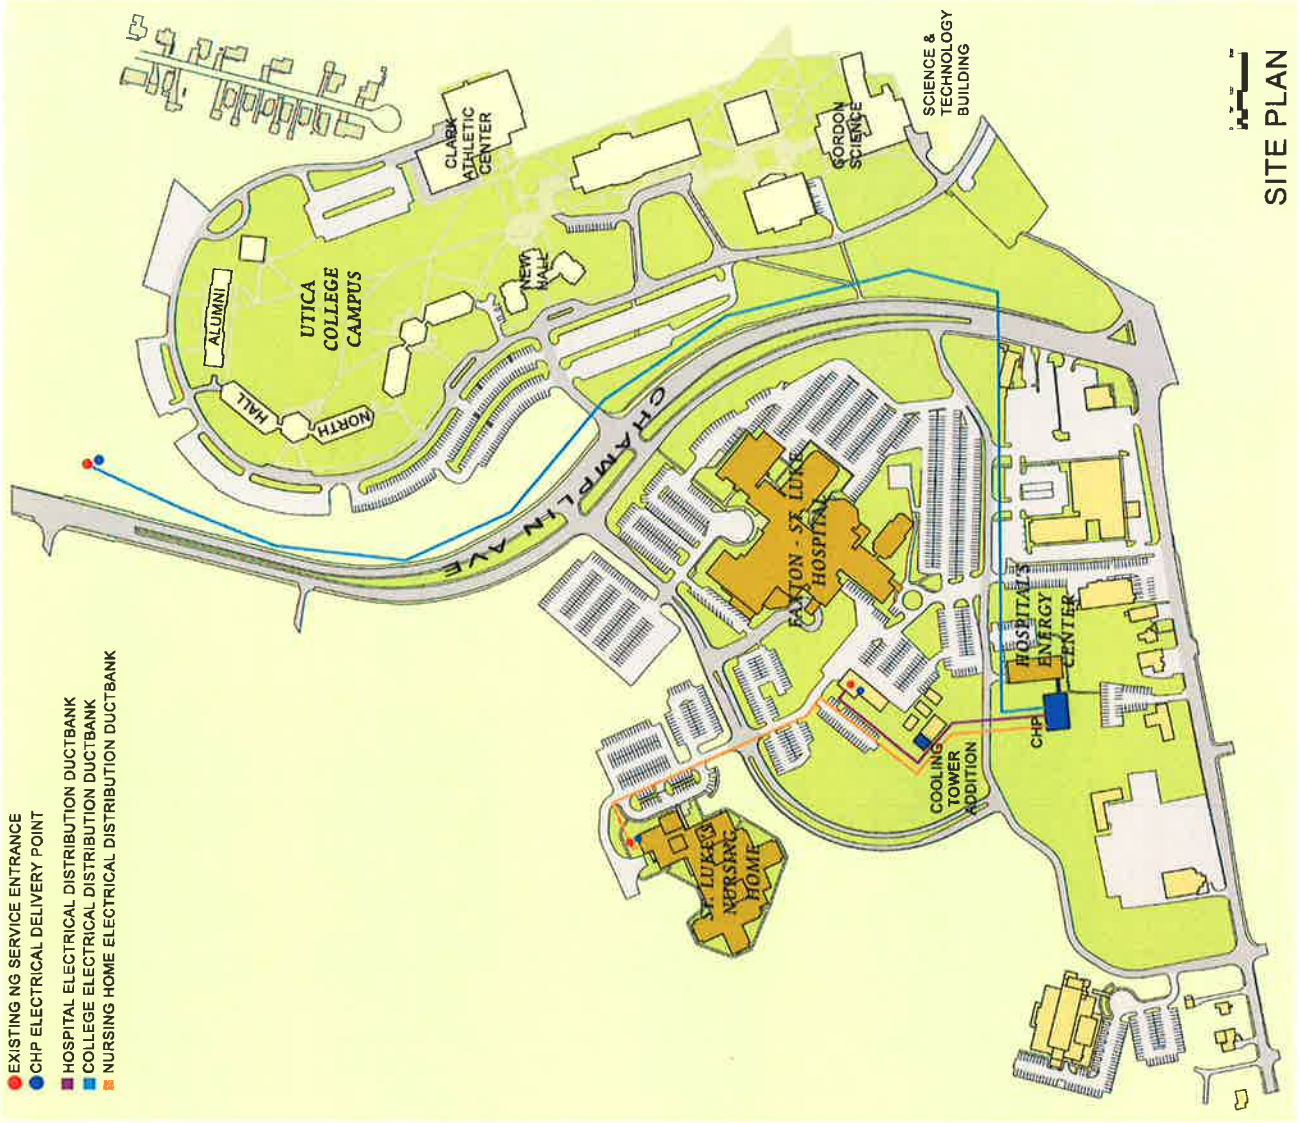 EXISTING NG SERVICE ENTRANCE
CHP ELECTRICAL DELIVERY POINT
HOSPITAL ELECTRICAL DISTRIBUTION DUCTBANK
COLLEGE ELECTRICAL DISTRIBUTION DUCTBANK
NURSING HOME ELECTRICAL DISTRIBUTION DUCTBANK
ALUMNI
HALL
NORTH
UTICA
COLLEGE
CAMPUS
CLARK
ATHLETIC
CENTER
NEW
HALL
GORDON
SCIENCE
SCIENCE &
TECHNOLOGY
BUILDING
CHAMPLIN AVE
FAXTON - ST. LUKE
HOSPITAL
HOSPITAL'S
ENERGY
CENTER
CHP
COOLING
TOWER
ADDITION
ST. LUKE'S
NURSING
HOME
SITE PLAN